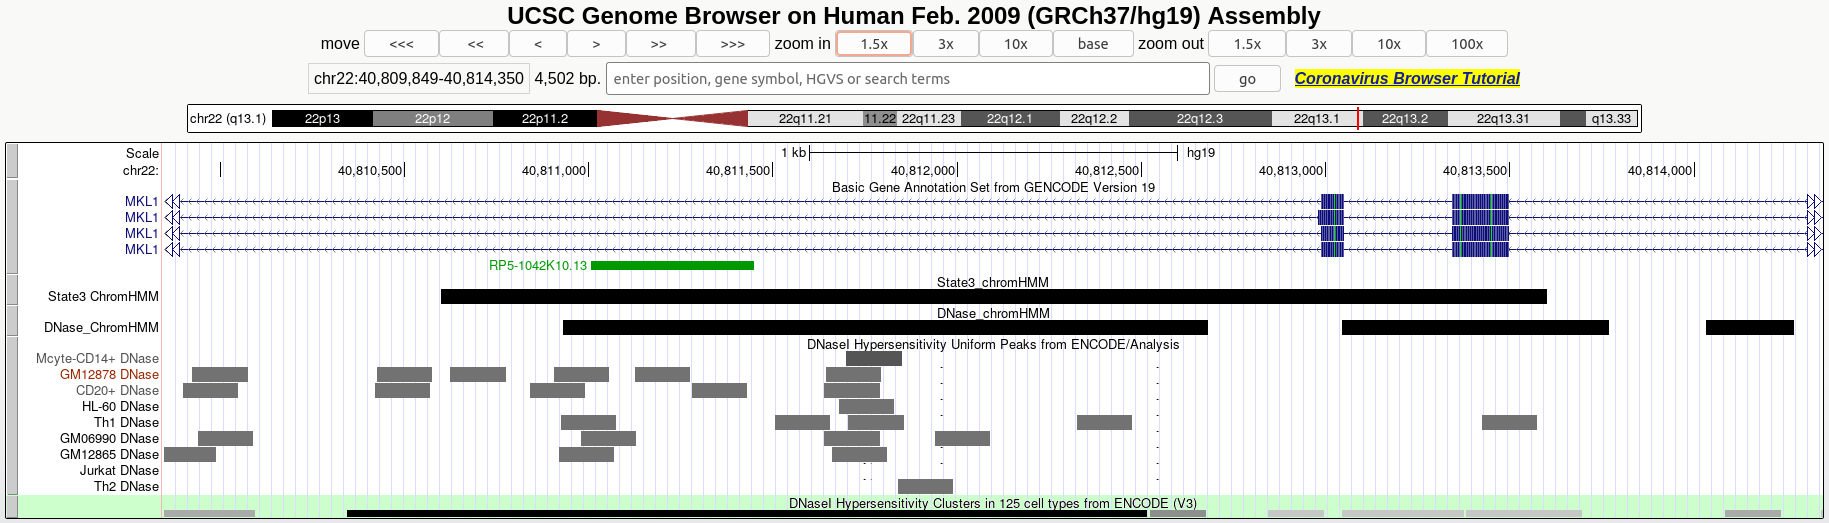 UCSC Genome Browser on Human Feb. 2009 (GRCh37/hg19) Assembly
move <<< << < > >> >>> zoom in 1.5x 3x 10x base zoom out 1.5x 3x 10x 100x
chr22:40,809,849-40,814,350 4,502 bp. enter position, gene symbol, HGVS or search terms go Coronavirus Browser Tutorial
chr22 (q13.1) 22p13 22p12 22p11.2 22q11.21 11.22 22q11.23 22q12.1 22q12.2 22q12.3 22q13.1 22q13.2 22q13.31 q13.33
Scale 1 kb hg19
chr22: 40,810,500 40,811,000 40,811,500 40,812,000 40,812,500 40,813,000 40,813,500 40,814,000
Basic Gene Annotation Set from GENCODE Version 19
MKL1
MKL1
MKL1
MKL1
RP5-1042K10.13
State3_chromHMM
State3 ChromHMM
DNase_chromHMM
DNase_ChromHMM
DNaseI Hypersensitivity Uniform Peaks from ENCODE/Analysis
Mcyte-CD14+ DNase
GM12878 DNase
CD20+ DNase
HL-60 DNase
Th1 DNase
GM06990 DNase
GM12865 DNase
Jurkat DNase
Th2 DNase
DNaseI Hypersensitivity Clusters in 125 cell types from ENCODE (V3)